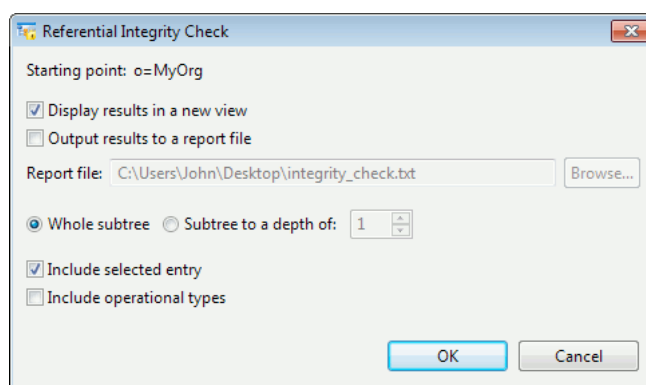 Referential Integrity Check
Starting point: o=MyOrg
Display results in a new view
Output results to a report file
Report file: C:\Users\John\Desktop\integrity_check.txt Browse...
Whole subtree Subtree to a depth of: 1
Include selected entry
Include operational types
OK Cancel